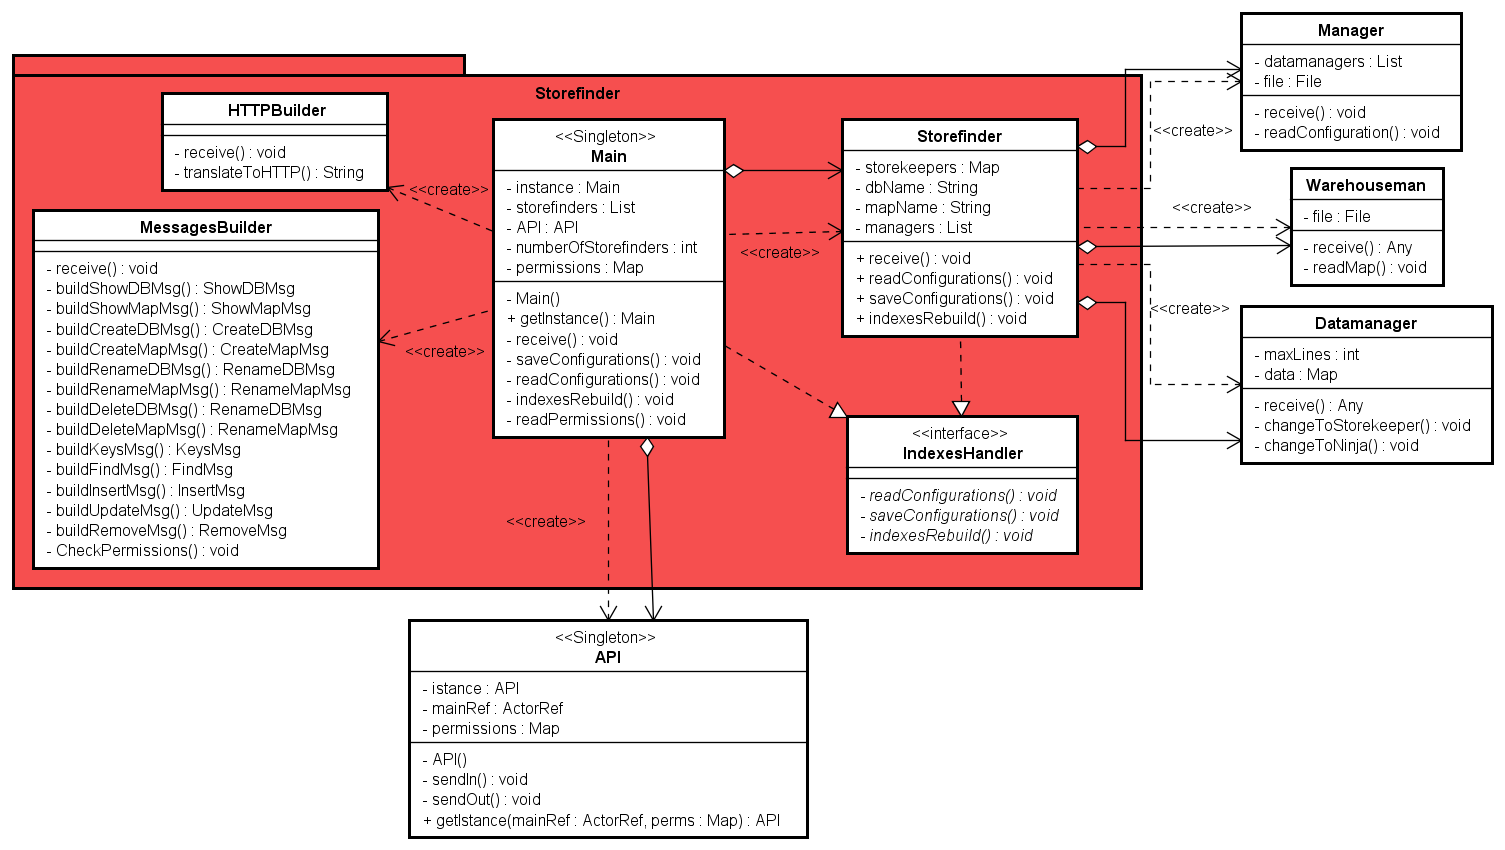 Storefinder
HTTPBuilder
- receive() : void
- translateToHTTP() : String
MessagesBuilder
- receive() : void
- buildShowDBMsg() : ShowDBMsg
- buildShowMapMsg() : ShowMapMsg
- buildCreateDBMsg() : CreateDBMsg
- buildCreateMapMsg() : CreateMapMsg
- buildRenameDBMsg() : RenameDBMsg
- buildRenameMapMsg() : RenameMapMsg
- buildDeleteDBMsg() : RenameDBMsg
- buildDeleteMapMsg() : RenameMapMsg
- buildKeysMsg() : KeysMsg
- buildFindMsg() : FindMsg
- buildInsertMsg() : InsertMsg
- buildUpdateMsg() : UpdateMsg
- buildRemoveMsg() : RemoveMsg
- CheckPermissions() : void
<<create>>
<<create>>
<<Singleton>>
Main
- instance : Main
- storefinders : List
- API : API
- numberOfStorefinders : int
- permissions : Map
- Main()
+ getInstance() : Main
- receive() : void
- saveConfigurations() : void
- readConfigurations() : void
- indexesRebuild() : void
- readPermissions() : void
<<create>>
<<create>>
Storefinder
- storekeepers : Map
- dbName : String
- mapName : String
- managers : List
+ receive() : void
+ readConfigurations() : void
+ saveConfigurations() : void
+ indexesRebuild() : void
<<interface>>
IndexesHandler
- readConfigurations() : void
- saveConfigurations() : void
- indexesRebuild() : void
Manager
- datamanagers : List
- file : File
- receive() : void
- readConfiguration() : void
<<create>>
Warehouseman
- file : File
- receive() : Any
- readMap() : void
<<create>>
<<create>>
Datamanager
- maxLines : int
- data : Map
- receive() : Any
- changeToStorekeeper() : void
- changeToNinja() : void
<<Singleton>>
API
- istance : API
- mainRef : ActorRef
- permissions : Map
- API()
- sendIn() : void
- sendOut() : void
+ getIstance(mainRef : ActorRef, perms : Map) : API